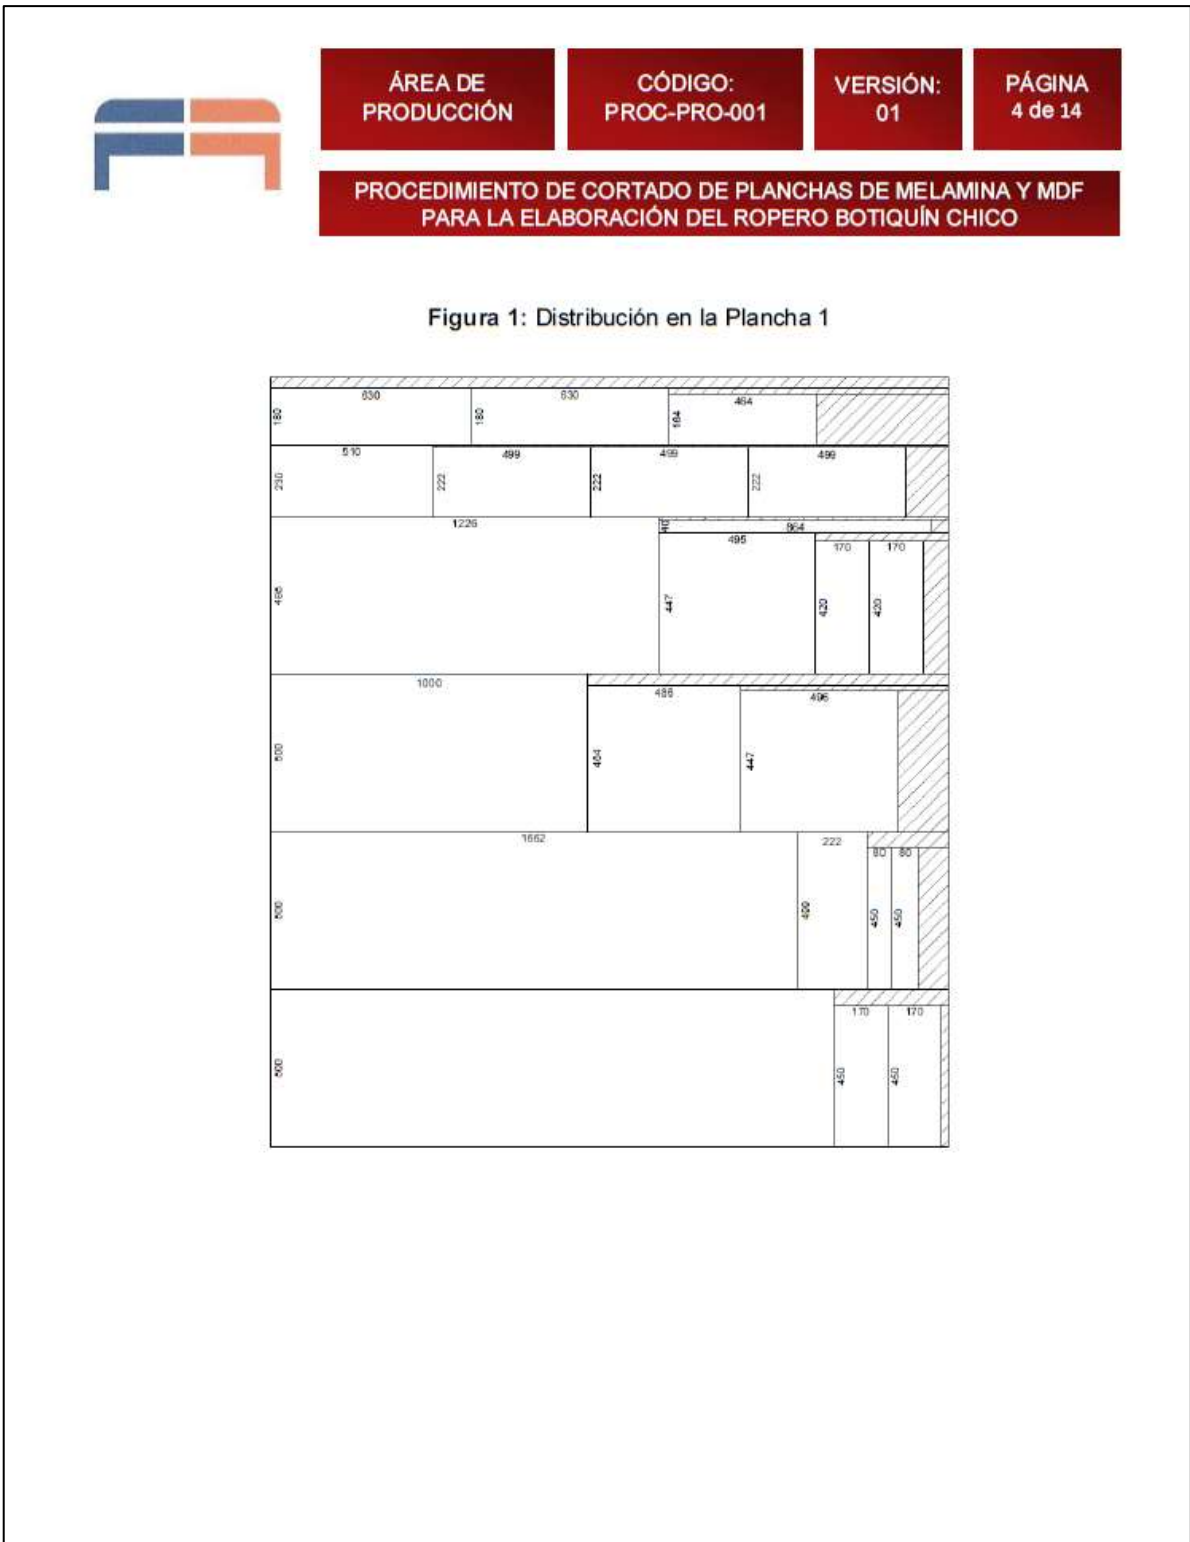 ÁREA DE
PRODUCCIÓN
CÓDIGO:
PROC-PRO-001
VERSIÓN:
01
PÁGINA
4 de 14
PROCEDIMIENTO DE CORTADO DE PLANCHAS DE MELAMINA Y MDF
PARA LA ELABORACIÓN DEL ROPERO BOTIQUÍN CHICO
Figura 1: Distribución en la Plancha 1
630 630 464
180 180 164
510 499 499 499
230 222 222 222
1226 40 864
495 170 170
495 447 420 420
1000 486 496
500 464 447
1662 222 80 80
500 499 450 450
170 170
500 450 450